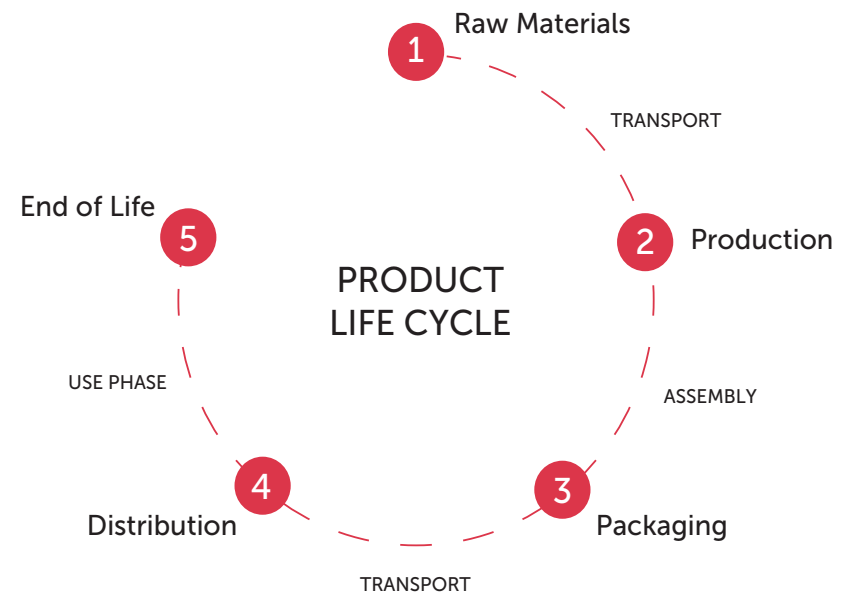 1
Raw Materials
TRANSPORT
2
Production
ASSEMBLY
3
Packaging
TRANSPORT
4
Distribution
USE PHASE
5
End of Life
PRODUCT
LIFE CYCLE